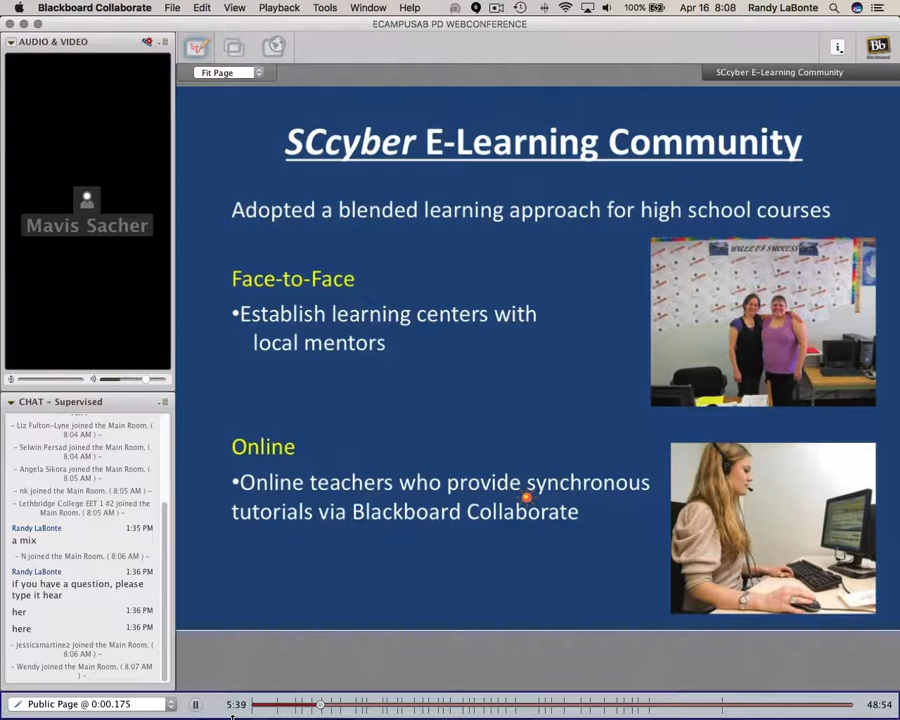 Blackboard Collaborate File Edit View Playback Tools Window Help 100% Apr 16 8:08 Randy LaBonte
ECAMPUSAB PD WEBCONFERENCE
AUDIO & VIDEO
Mavis Sacher
CHAT - Supervised
Liz Fulton-Lyne joined the Main Room. (
8:04 AM ) -
- Selwin Persad joined the Main Room. (
8:04 AM ) -
- Angela Sikora joined the Main Room. (
8:05 AM ) -
- nk joined the Main Room. ( 8:05 AM ) -
- Lethbridge College EET 1 #2 joined the
Main Room. ( 8:05 AM ) -
Randy LaBonte 1:35 PM
a mix
- N joined the Main Room. ( 8:06 AM ) -
Randy LaBonte 1:36 PM
if you have a question, please
type it hear
her 1:36 PM
here 1:36 PM
- jessicamartinez joined the Main Room. (
8:06 AM ) -
- Wendy joined the Main Room. ( 8:07 AM
) -
Fit Page
SCcyber E-Learning Community
i
Bb
Blackboard
SCcyber E-Learning Community
Adopted a blended learning approach for high school courses
Face-to-Face
•Establish learning centers with
local mentors
WALL OF SUCCESS
Online
•Online teachers who provide synchronous
tutorials via Blackboard Collaborate
Public Page @ 0:00.175 5:39 48:54